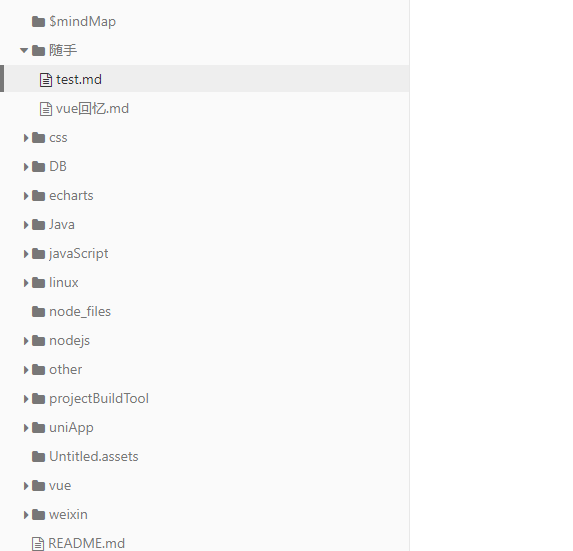 $mindMap
随手
test.md
vue回忆.md
css
DB
echarts
Java
javaScript
linux
node_files
nodejs
other
projectBuildTool
uniApp
Untitled.assets
vue
weixin
README.md